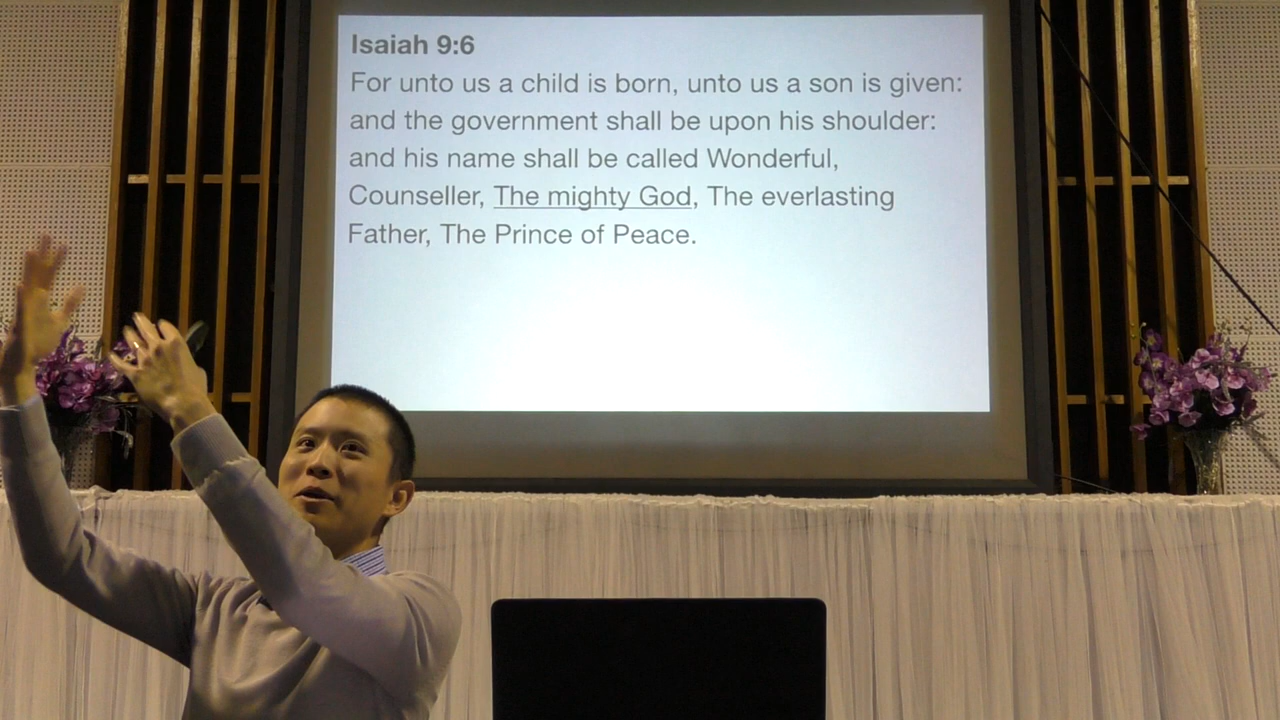 Isaiah 9:6
For unto us a child is born, unto us a son is given:
and the government shall be upon his shoulder:
and his name shall be called Wonderful,
Counseller, The mighty God, The everlasting
Father, The Prince of Peace.